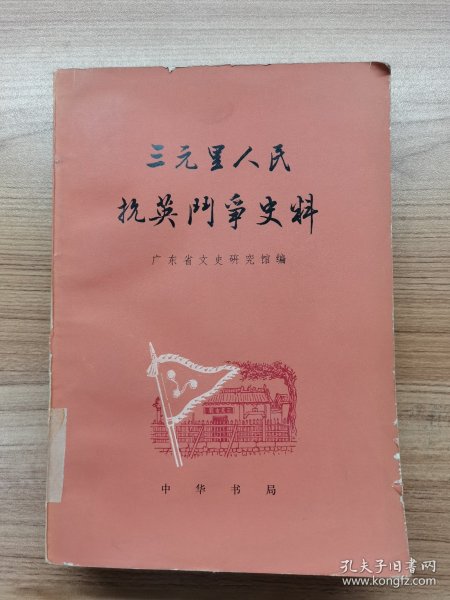 三元里人民
抗英鬥爭史料
广东省文史研究馆编
中华书局
孔夫子旧书网
www.kongfz.com